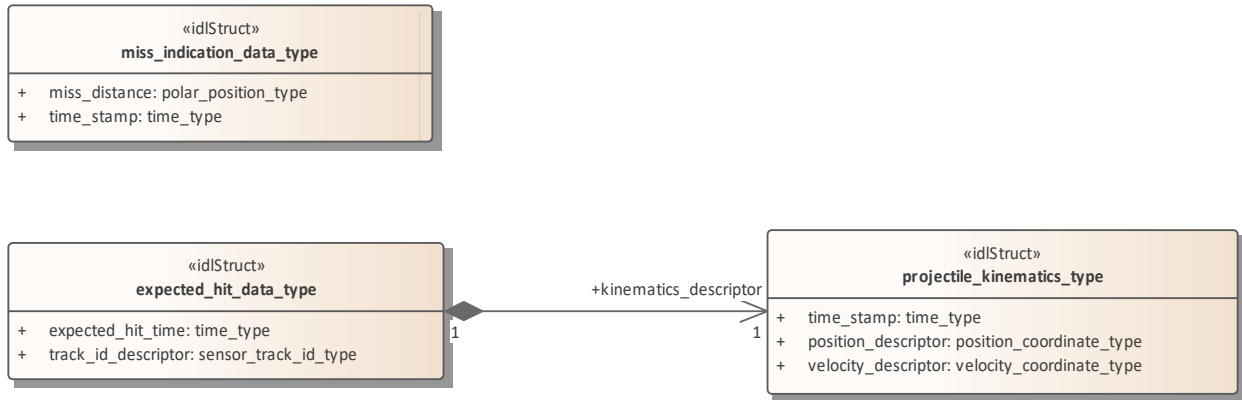 «idlStruct»
miss_indication_data_type
+ miss_distance: polar_position_type
+ time_stamp: time_type
«idlStruct»
expected_hit_data_type
+ expected_hit_time: time_type
+ track_id_descriptor: sensor_track_id_type
1
+kinematics_descriptor
1
«idlStruct»
projectile_kinematics_type
+ time_stamp: time_type
+ position_descriptor: position_coordinate_type
+ velocity_descriptor: velocity_coordinate_type